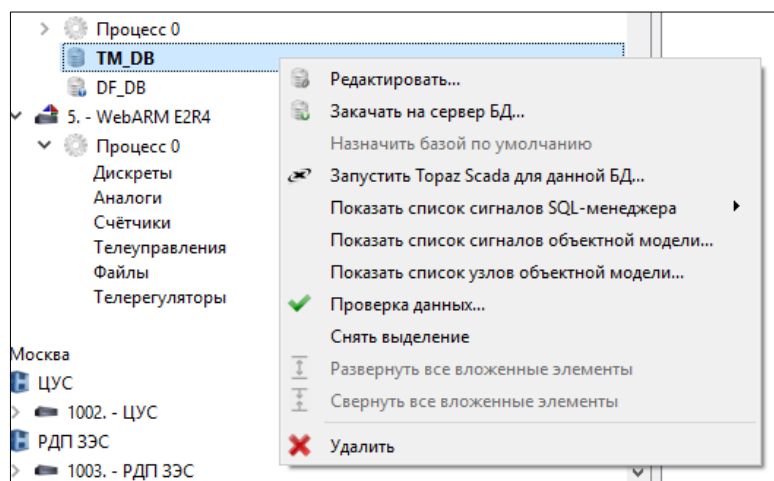 Процесс 0
TM_DB
DF_DB
5. - WebARM E2R4
Процесс 0
Дискреты
Аналоги
Счётчики
Телеуправления
Файлы
Телерегуляторы
Москва
ЦУС
1002. - ЦУС
РДП ЗЭС
1003. - РДП ЗЭС
Редактировать...
Закачать на сервер БД...
Назначить базой по умолчанию
Запустить Topaz Scada для данной БД...
Показать список сигналов SQL-менеджера
Показать список сигналов объектной модели...
Показать список узлов объектной модели...
Проверка данных...
Снять выделение
Развернуть все вложенные элементы
Свернуть все вложенные элементы
Удалить